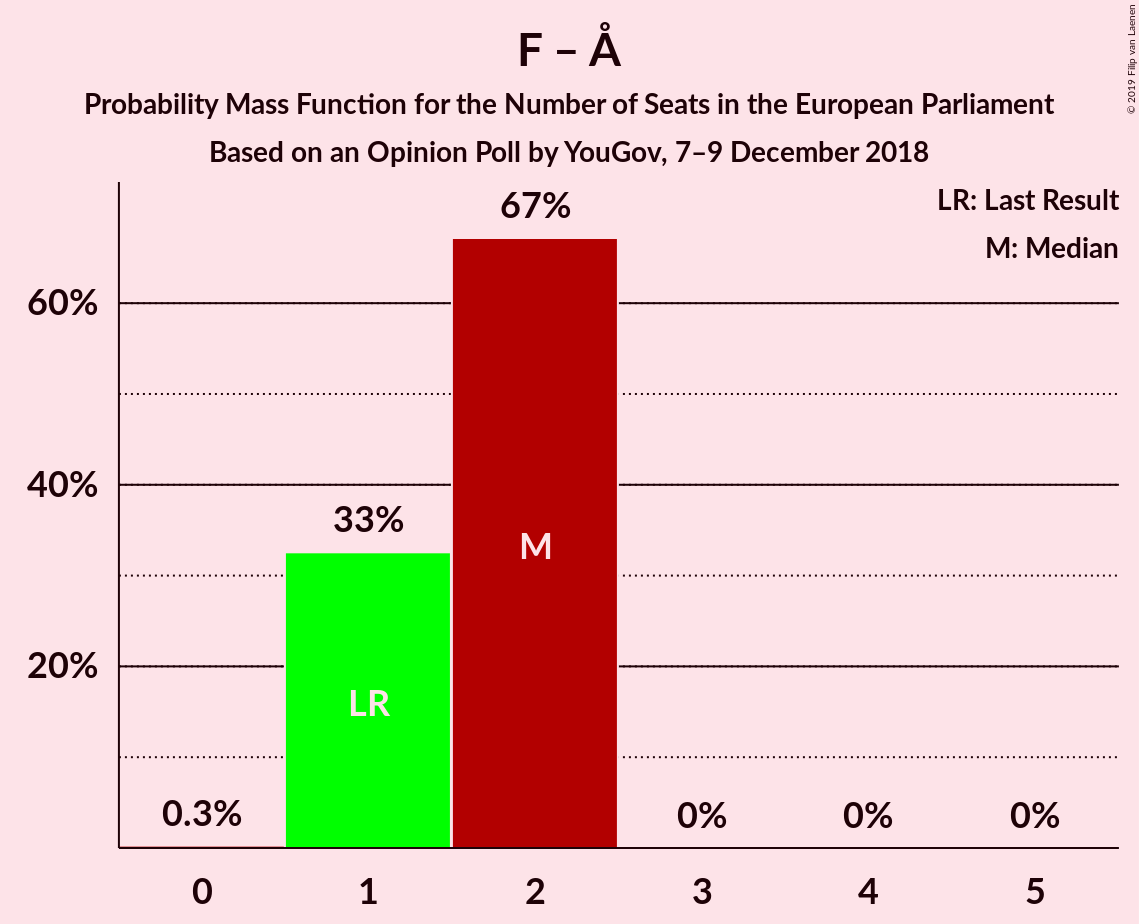 F – Å
Probability Mass Function for the Number of Seats in the European Parliament
Based on an Opinion Poll by YouGov, 7–9 December 2018
© 2019 Filip van Laenen
LR: Last Result
M: Median
67%
60%
40%
33%
M
20%
LR
0.3%
0%
0%
0%
0
1
2
3
4
5